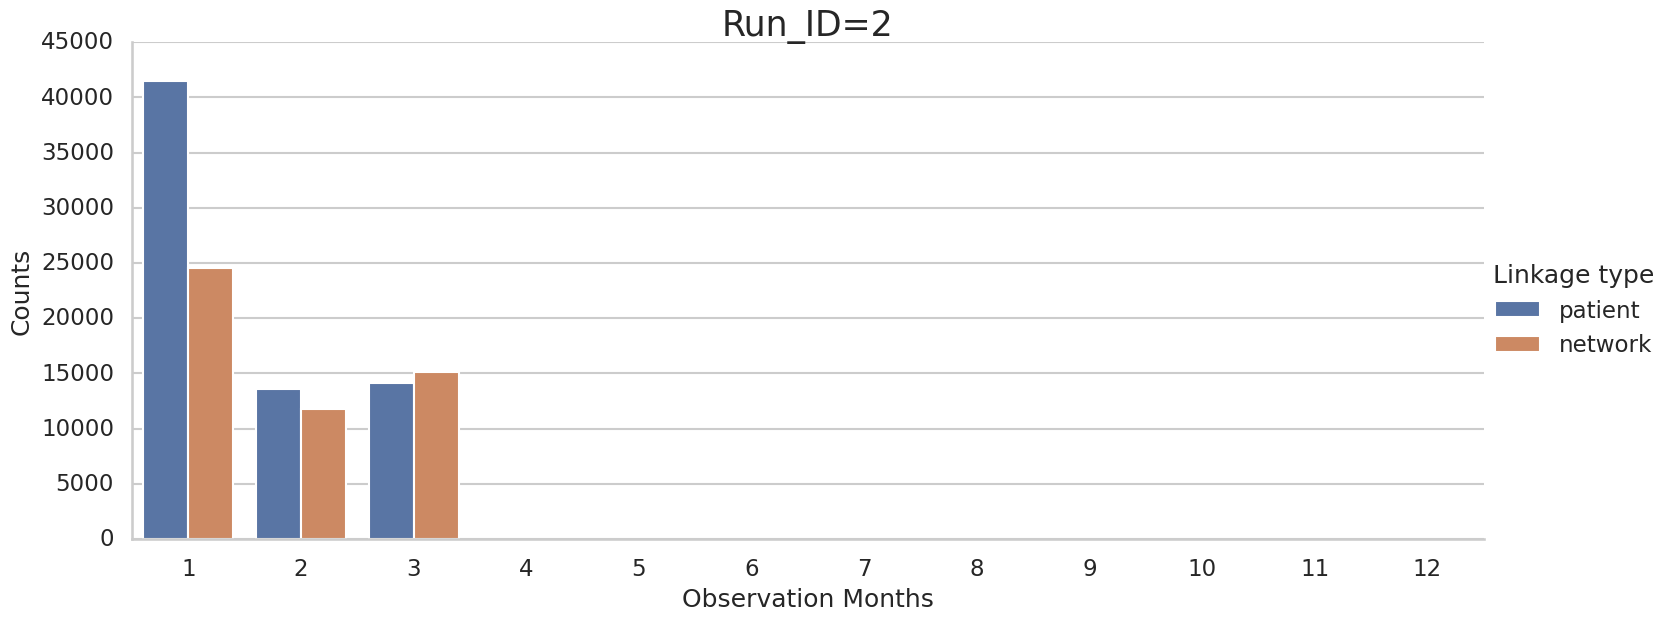 Run_ID=2
45000
40000
35000
30000
25000
20000
15000
10000
5000
0
Counts
1 2 3 4 5 6 7 8 9 10 11 12
Observation Months
Linkage type
patient
network